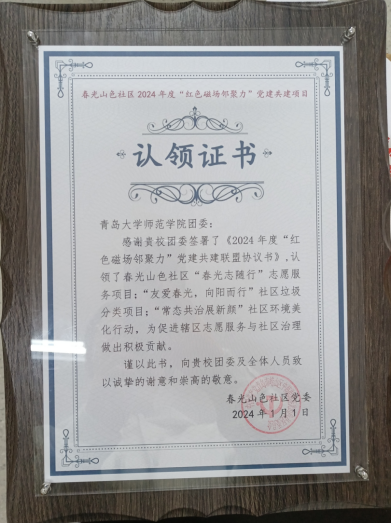 春光山色社区2024年度“红色磁场邻聚力”党建共建项目
认领证书
青岛大学师范学院团委：
感谢贵校团委签署了《2024年度“红
色磁场邻聚力”党建共建联盟协议书》，认
领了春光山色社区“春光志随行”志愿服
务项目；“友爱春光，向阳而行”社区垃圾
分类项目；“常态共治展新颜”社区环境美
化行动，为促进辖区志愿服务与社区治理
做出积极贡献。
谨以此书，向贵校团委及全体人员致
以诚挚的谢意和崇高的敬意。
春光山色社区党委
2024年1月1日